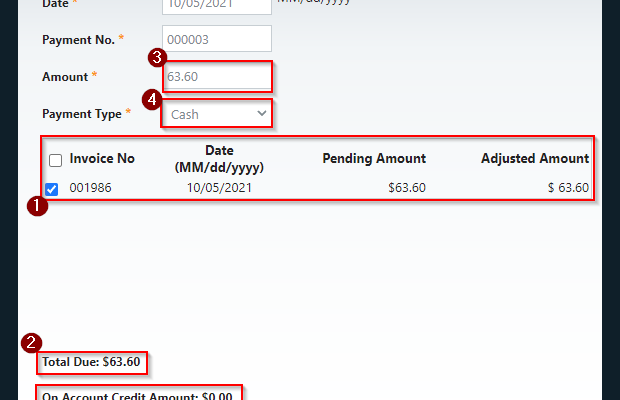 Date * 10/05/2021 MM/dd/yyyy
Payment No. * 000003
3
Amount * 63.60
4
Payment Type * Cash
Invoice No Date (MM/dd/yyyy) Pending Amount Adjusted Amount
001986 10/05/2021 $63.60 $ 63.60
1
2
Total Due: $63.60
On Account Credit Amount: $0.00